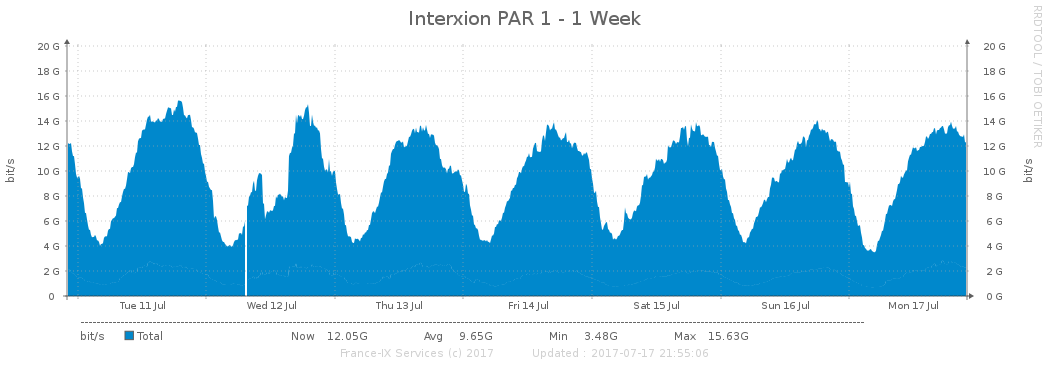 Interxion PAR 1 - 1 Week
RRDTOOL / TOBI OETIKER
20 G 20 G
18 G 18 G
16 G 16 G
14 G 14 G
12 G 12 G
10 G 10 G
8 G 8 G
6 G 6 G
4 G 4 G
2 G 2 G
0 0 G
bit/s bit/s
Tue 11 Jul Wed 12 Jul Thu 13 Jul Fri 14 Jul Sat 15 Jul Sun 16 Jul Mon 17 Jul
bit/s Total Now 12.05G Avg 9.65G Min 3.48G Max 15.63G
France-IX Services (c) 2017 Updated : 2017-07-17 21:55:06